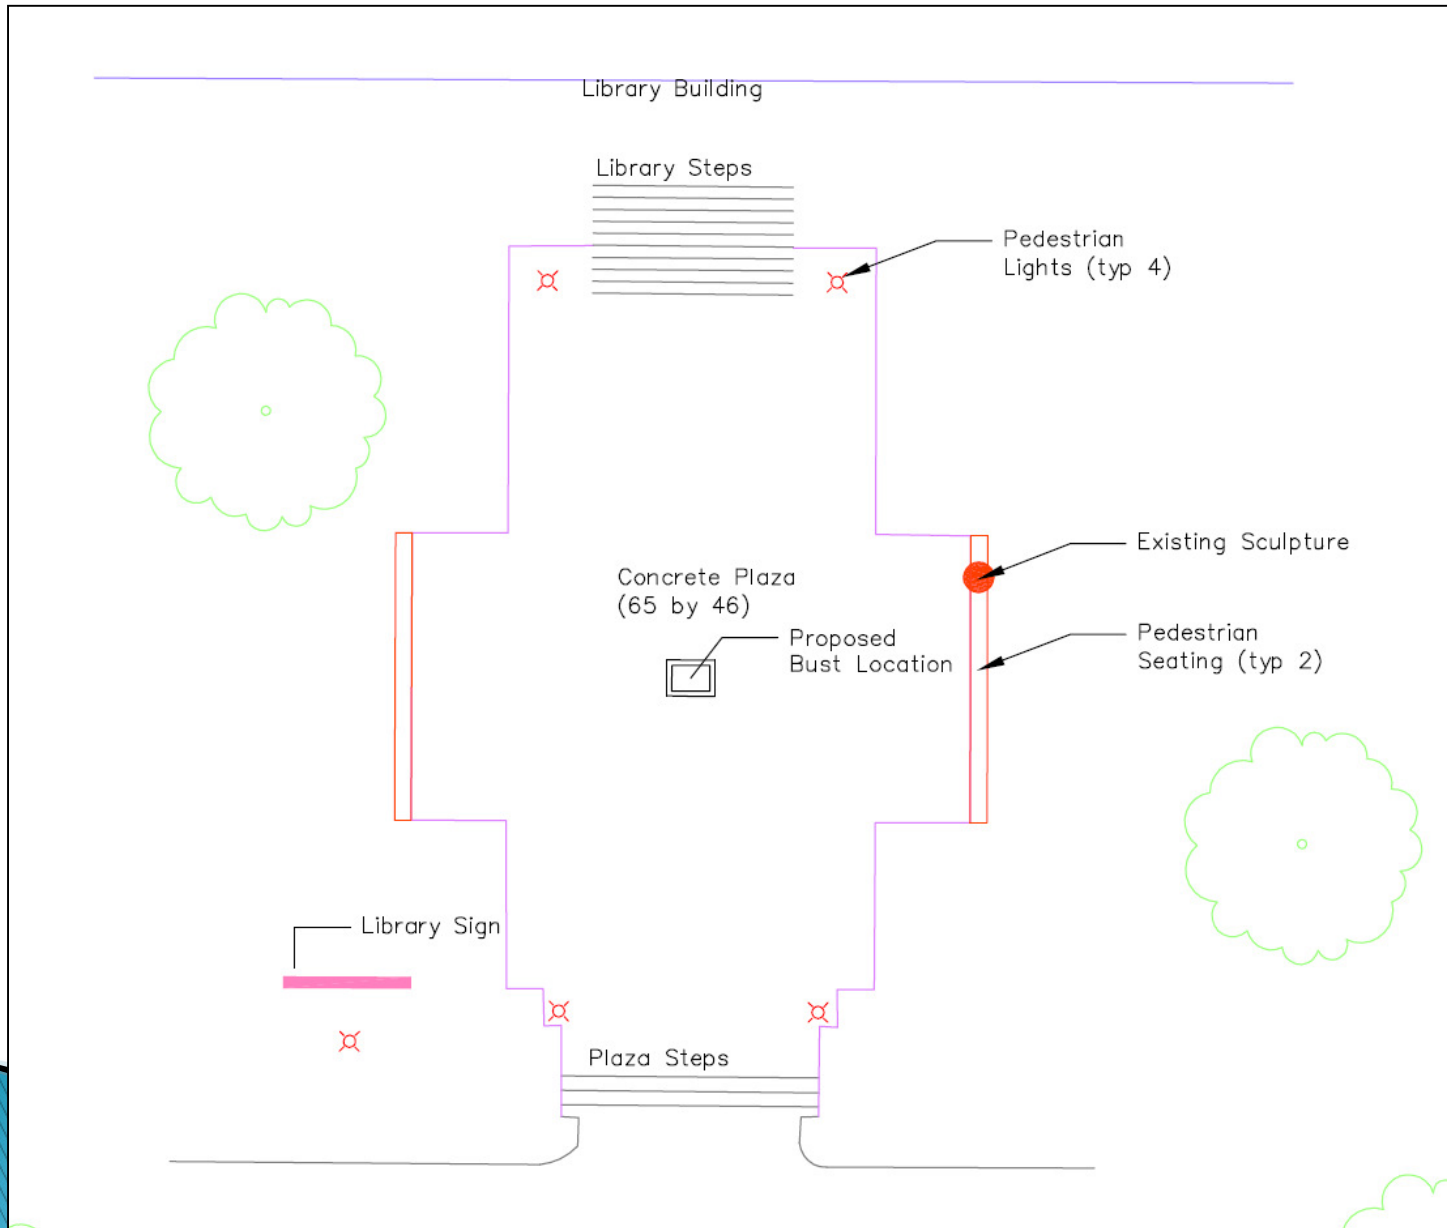 Library Building
Library Steps
Pedestrian
Lights (typ 4)
Existing Sculpture
Concrete Plaza
(65 by 46)
Proposed
Bust Location
Pedestrian
Seating (typ 2)
Library Sign
Plaza Steps